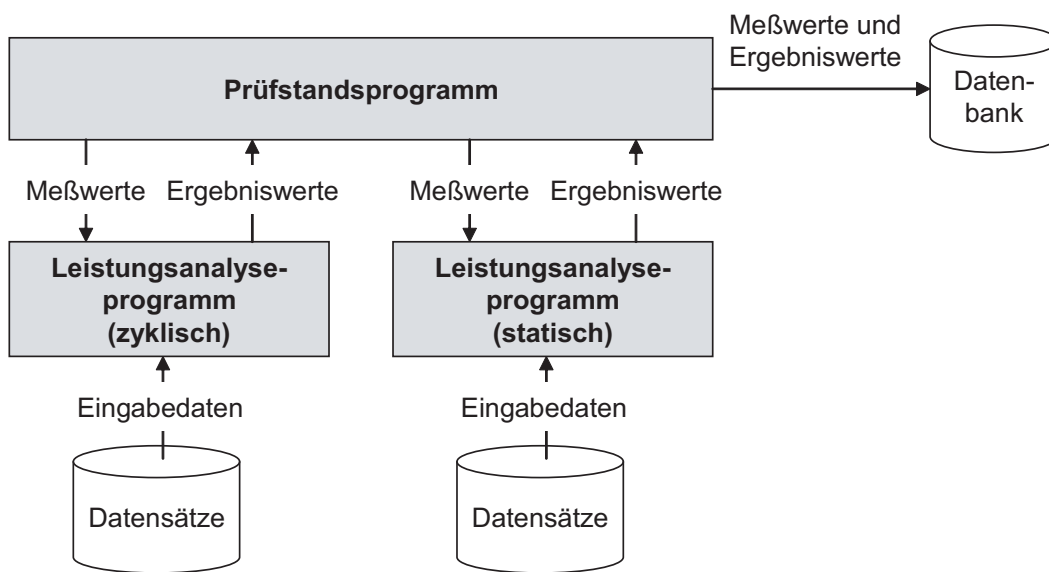 Meßwerte und
Ergebniswerte
Prüfstandsprogramm
Daten-
bank
Meßwerte Ergebniswerte Meßwerte Ergebniswerte
Leistungsanalyse-
programm
(zyklisch)
Leistungsanalyse-
programm
(statisch)
Eingabedaten Eingabedaten
Datensätze Datensätze